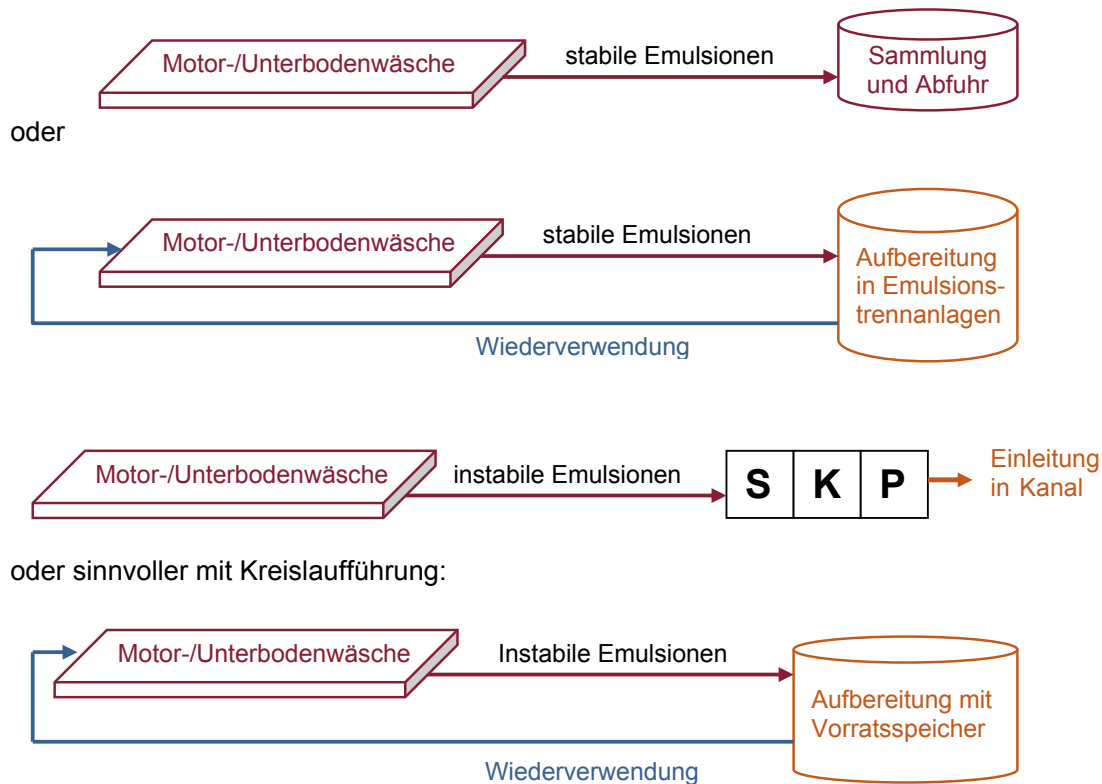 Motor-/Unterbodenwäsche
stabile Emulsionen
Sammlung
und Abfuhr
oder
Motor-/Unterbodenwäsche
stabile Emulsionen
Aufbereitung
in Emulsions-
trennanlagen
Wiederverwendung
Motor-/Unterbodenwäsche
instabile Emulsionen
S K P
Einleitung
in Kanal
oder sinnvoller mit Kreislaufführung:
Motor-/Unterbodenwäsche
Instabile Emulsionen
Aufbereitung mit
Vorratsspeicher
Wiederverwendung